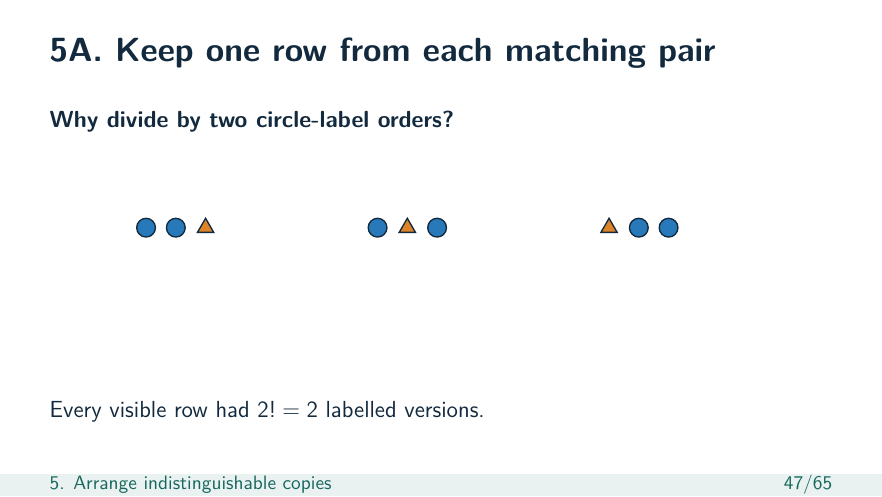 5A. Keep one row from each matching pair
Why divide by two circle-label orders?
Every visible row had 2! = 2 labelled versions.
5. Arrange indistinguishable copies
47/65